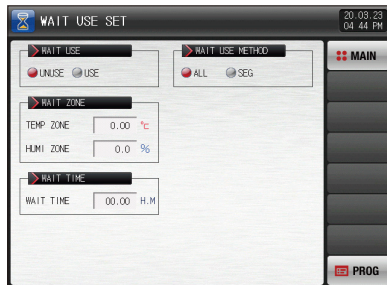 WAIT USE SET
20.03.23
04 44 PM
WAIT USE
UNUSE USE
WAIT USE METHOD
ALL SEG
WAIT ZONE
TEMP ZONE 0.00 °C
HUMI ZONE 0.0 %
WAIT TIME
WAIT TIME 00.00 H.M
MAIN
PROG